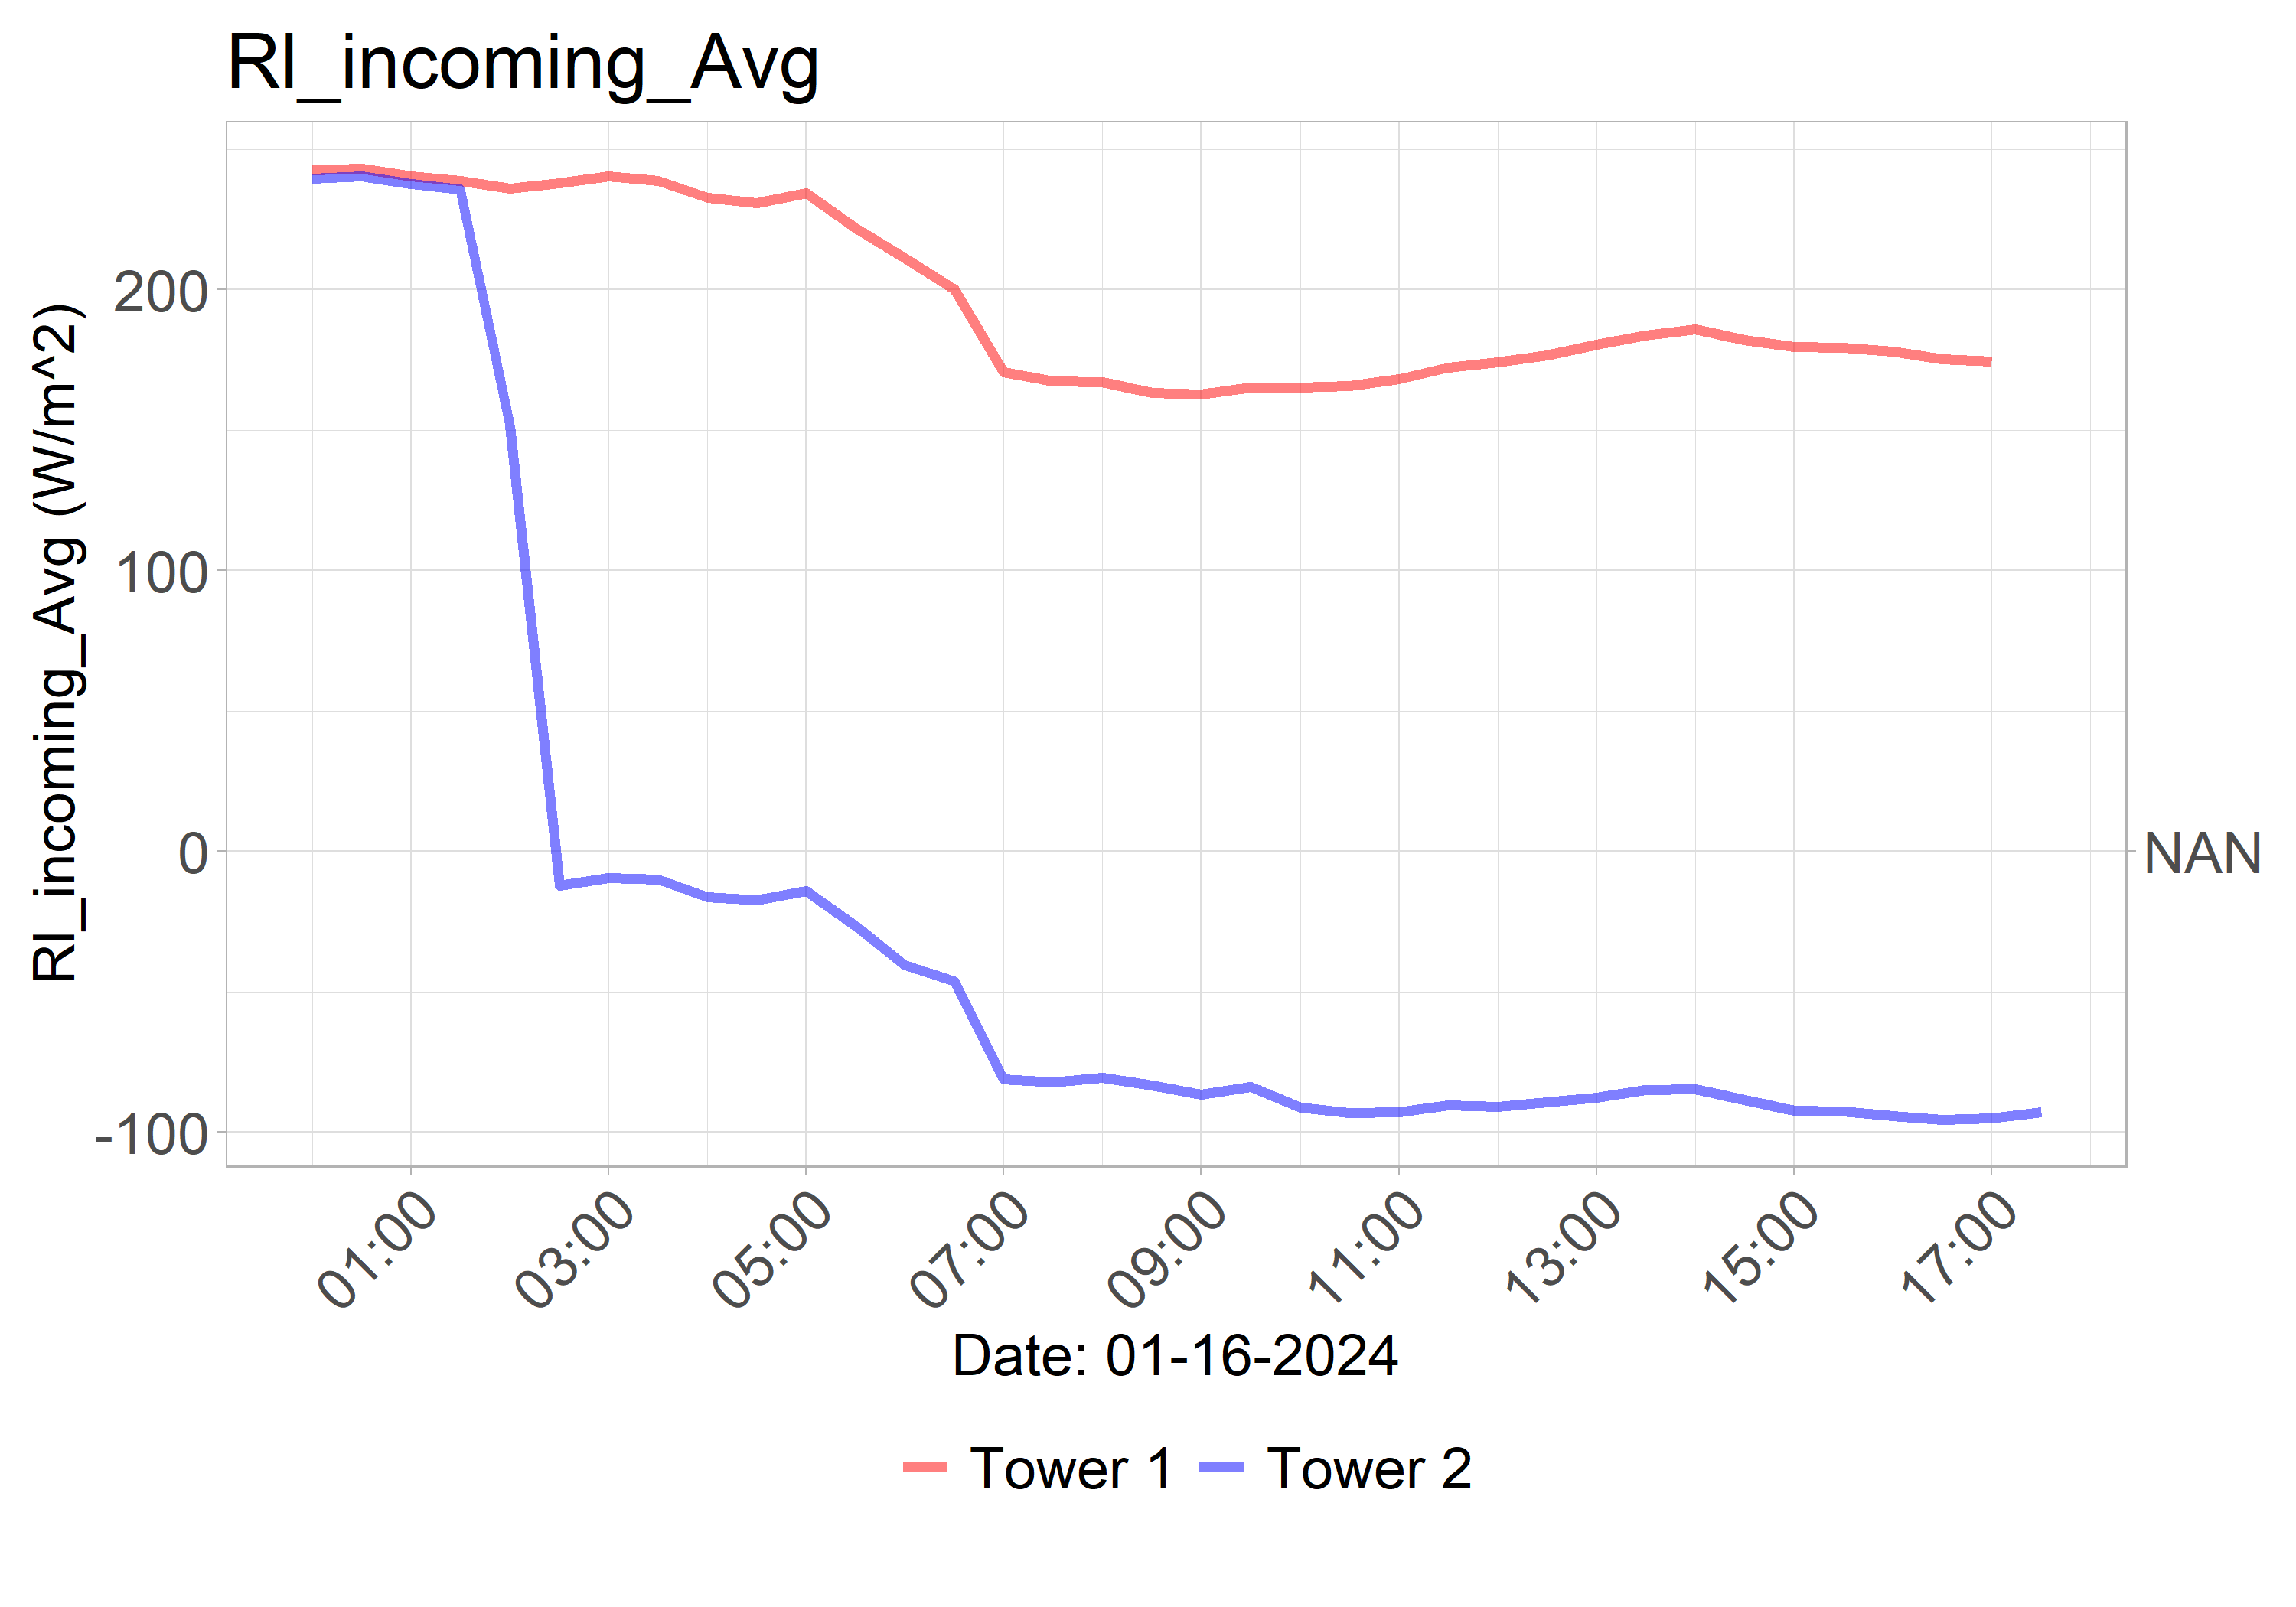 Rl_incoming_Avg
Rl_incoming_Avg (W/m^2)
200
100
0
-100
NAN
01:00
03:00
05:00
07:00
09:00
11:00
13:00
15:00
17:00
Date: 01-16-2024
Tower 1
Tower 2